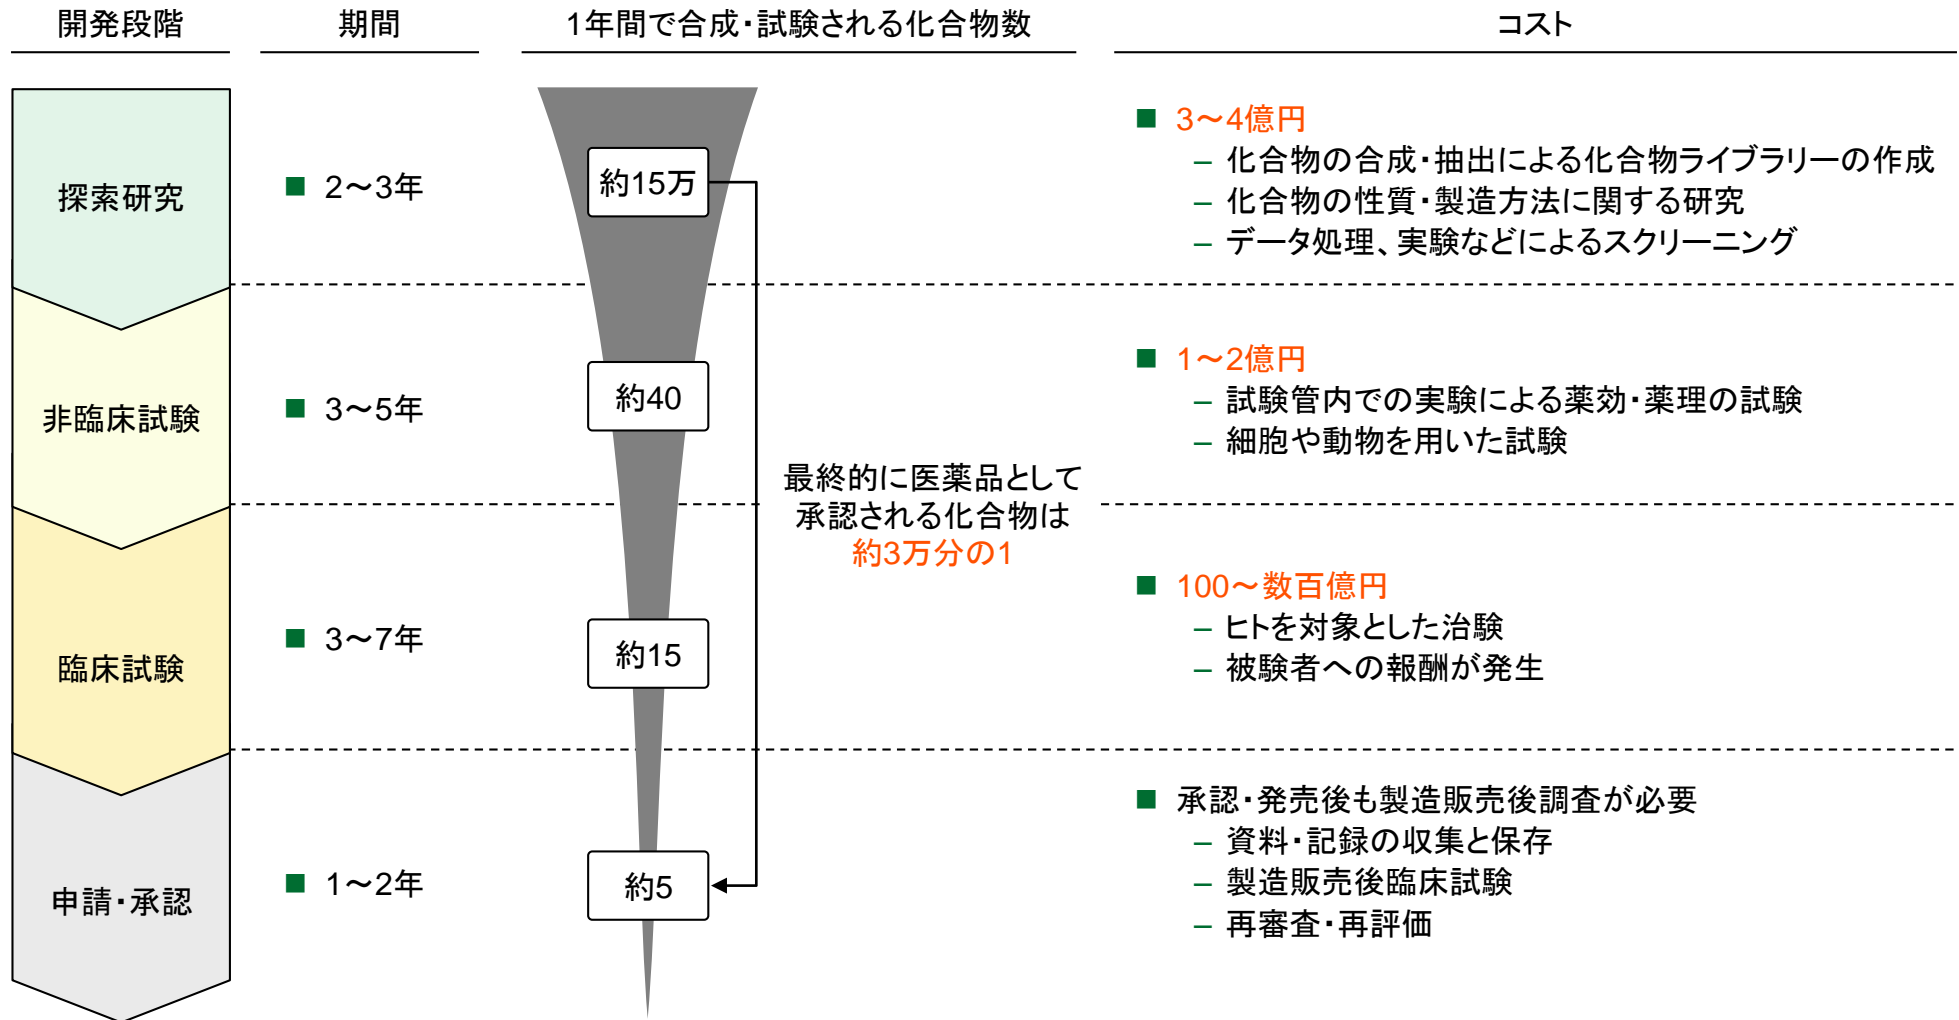 開発段階
期間
1年間で合成・試験される化合物数
コスト
探索研究
2～3年
約15万
3～4億円
– 化合物の合成・抽出による化合物ライブラリーの作成
– 化合物の性質・製造方法に関する研究
– データ処理、実験などによるスクリーニング
非臨床試験
3～5年
約40
1～2億円
– 試験管内での実験による薬効・薬理の試験
– 細胞や動物を用いた試験
最終的に医薬品として
承認される化合物は
約3万分の1
臨床試験
3～7年
約15
100～数百億円
– ヒトを対象とした治験
– 被験者への報酬が発生
申請・承認
1～2年
約5
承認・発売後も製造販売後調査が必要
– 資料・記録の収集と保存
– 製造販売後臨床試験
– 再審査・再評価